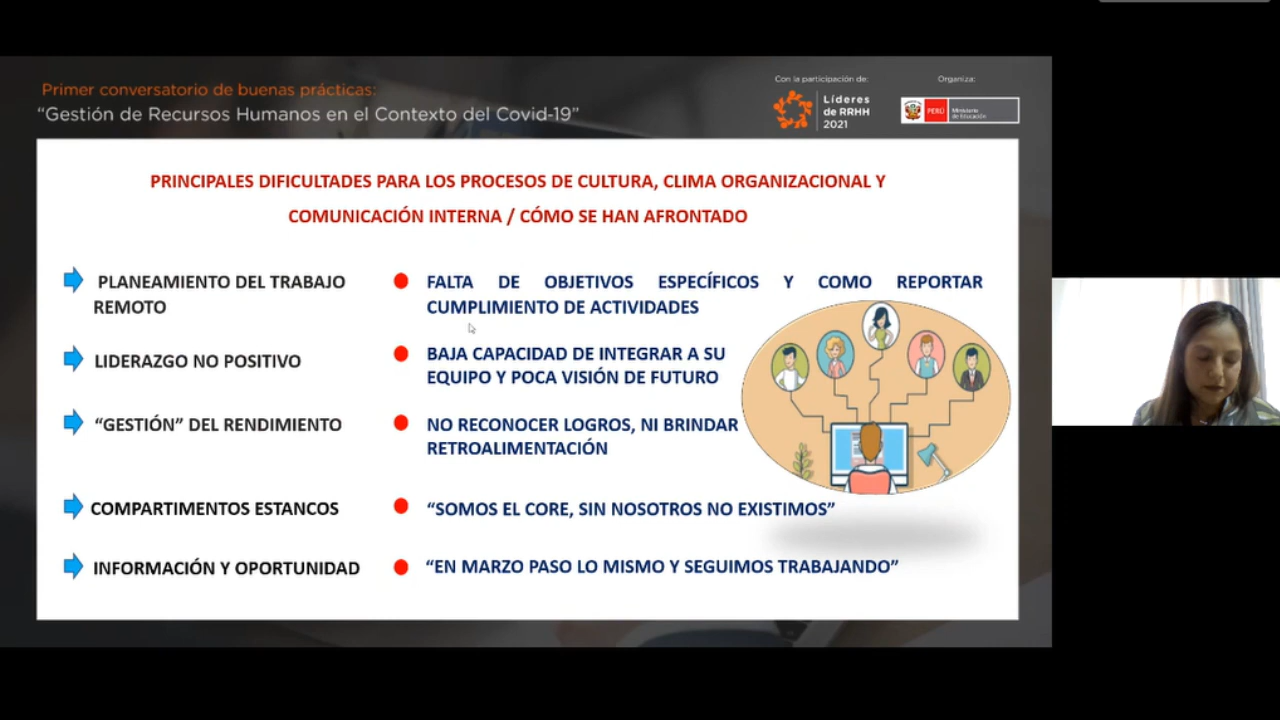 Primer conversatorio de buenas prácticas:
“Gestión de Recursos Humanos en el Contexto del Covid-19”
Con la participación de:
Líderes
de RRHH
2021
Organiza:
PERÚ
Ministerio
de Educación
PRINCIPALES DIFICULTADES PARA LOS PROCESOS DE CULTURA, CLIMA ORGANIZACIONAL Y
COMUNICACIÓN INTERNA / CÓMO SE HAN AFRONTADO
PLANEAMIENTO DEL TRABAJO
REMOTO
FALTA DE OBJETIVOS ESPECÍFICOS Y COMO REPORTAR
CUMPLIMIENTO DE ACTIVIDADES
LIDERAZGO NO POSITIVO
BAJA CAPACIDAD DE INTEGRAR A SU
EQUIPO Y POCA VISIÓN DE FUTURO
“GESTIÓN” DEL RENDIMIENTO
NO RECONOCER LOGROS, NI BRINDAR
RETROALIMENTACIÓN
COMPARTIMENTOS ESTANCOS
“SOMOS EL CORE, SIN NOSOTROS NO EXISTIMOS”
INFORMACIÓN Y OPORTUNIDAD
“EN MARZO PASO LO MISMO Y SEGUIMOS TRABAJANDO”